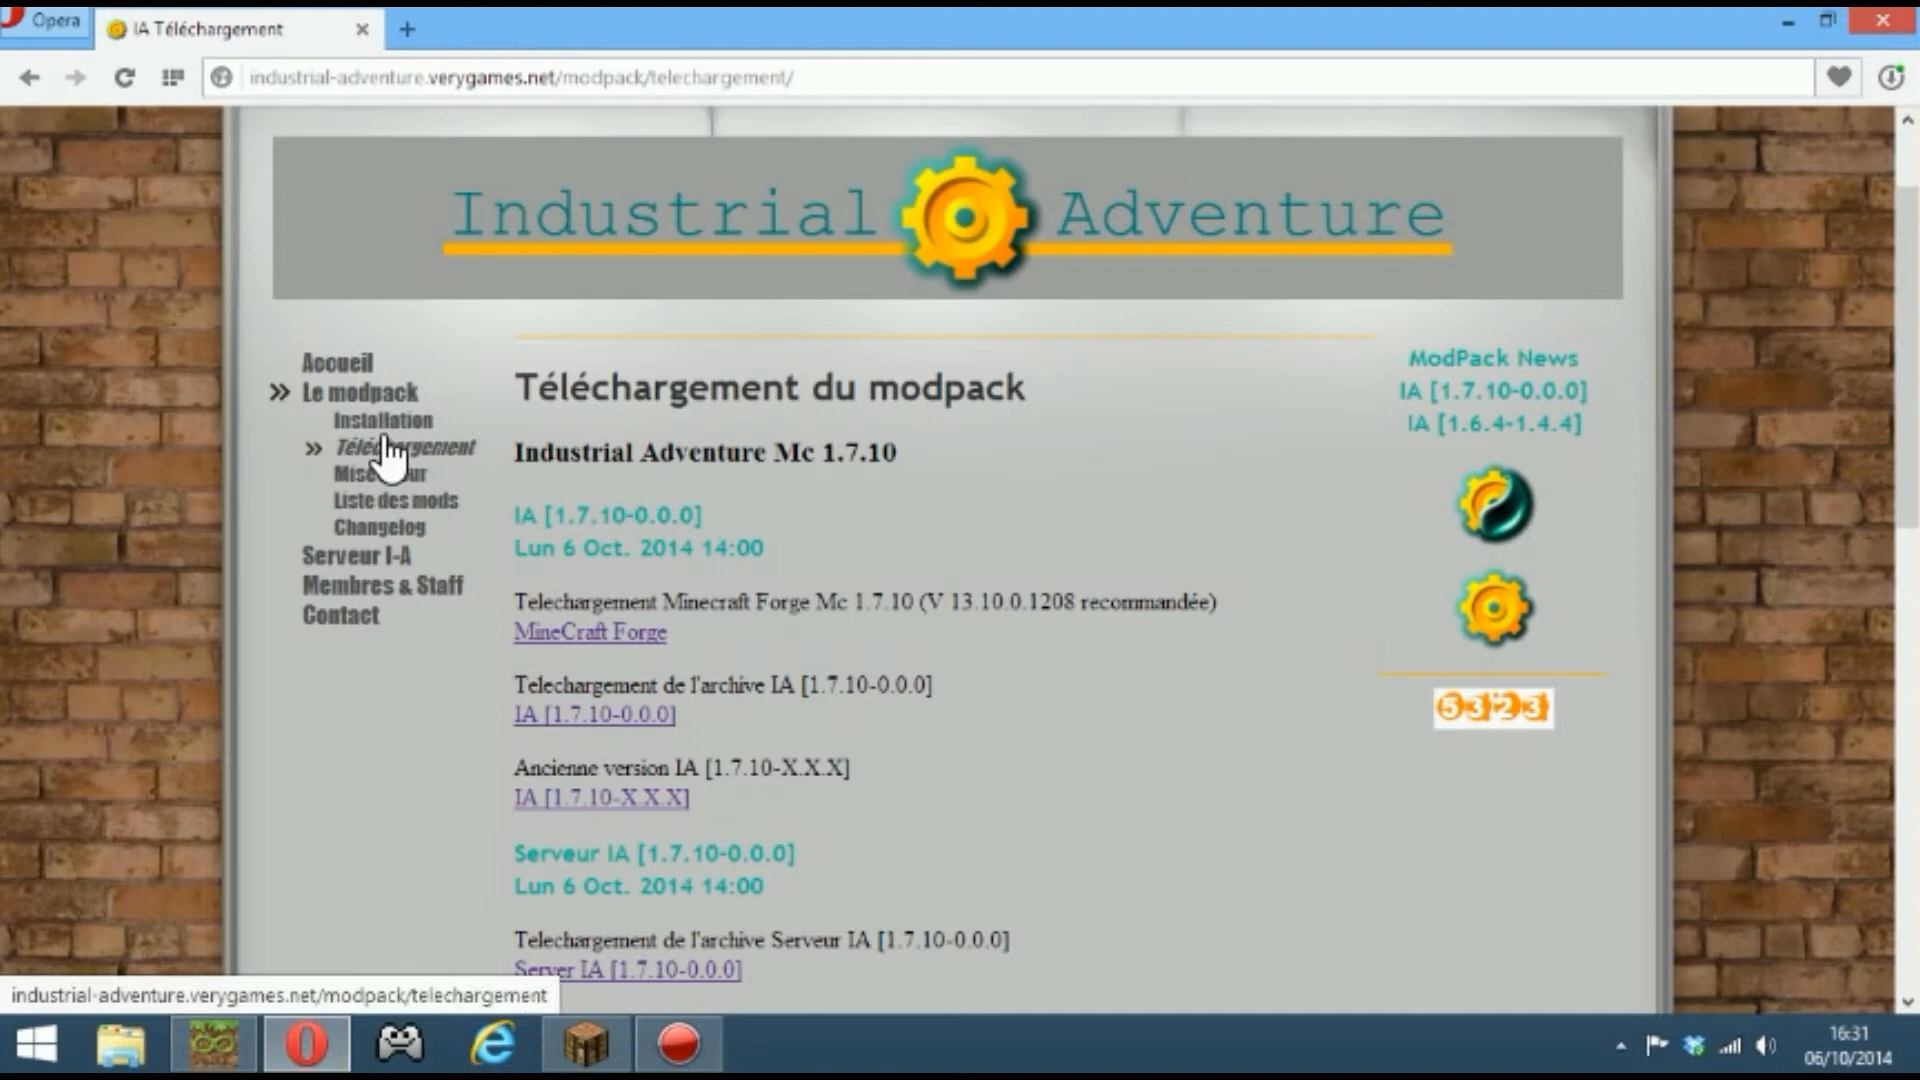 Opera
IA Téléchargement
industrial-adventure.verygames.net/modpack/telechargement/
Industrial Adventure
Accueil
Le modpack
Installation
Téléchargement
Liste des mods
Changelog
Serveur I-A
Membres & Staff
Contact
Téléchargement du modpack
Industrial Adventure Mc 1.7.10
IA [1.7.10-0.0.0]
Lun 6 Oct. 2014 14:00
Telechargement Minecraft Forge Mc 1.7.10 (V 13.10.0.1208 recommandée)
MineCraft Forge
Telechargement de l'archive IA [1.7.10-0.0.0]
IA [1.7.10-0.0.0]
Ancienne version IA [1.7.10-X.X.X]
IA [1.7.10-X.X.X]
Serveur IA [1.7.10-0.0.0]
Lun 6 Oct. 2014 14:00
Telechargement de l'archive Serveur IA [1.7.10-0.0.0]
Server IA [1.7.10-0.0.0]
ModPack News
IA [1.7.10-0.0.0]
IA [1.6.4-1.4.4]
5323
industrial-adventure.verygames.net/modpack/telechargement
16:31
06/10/2014